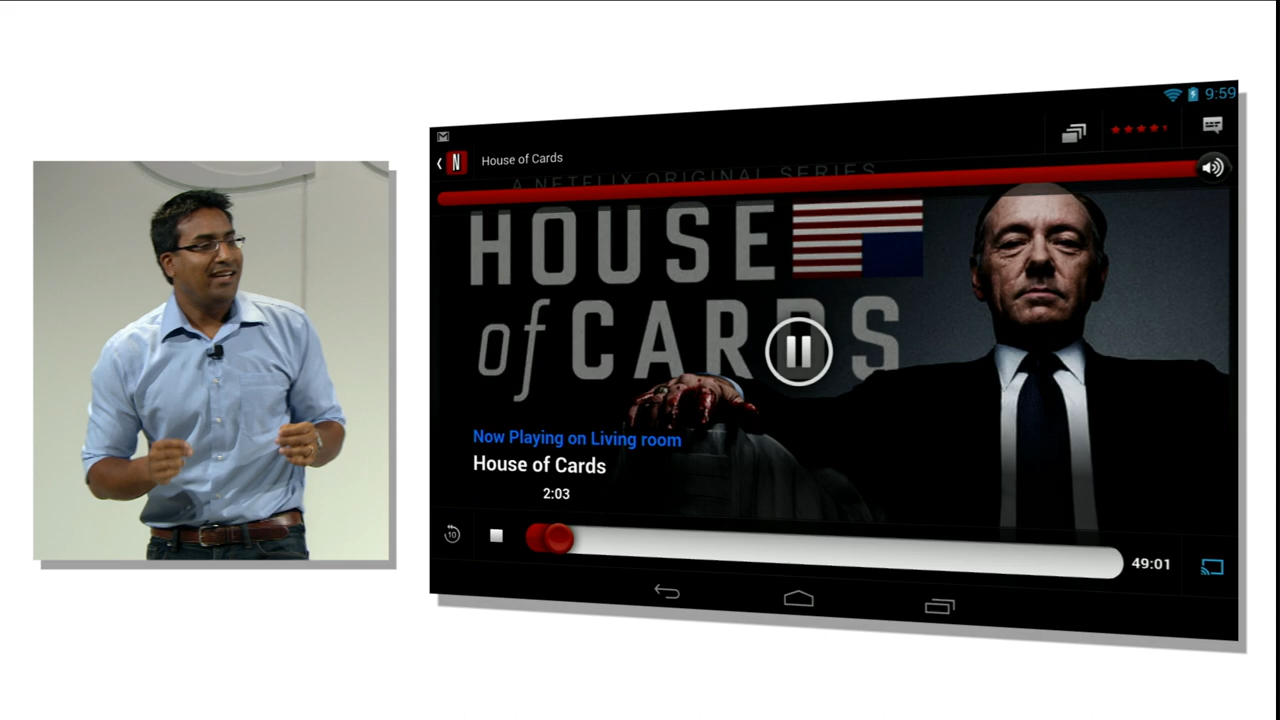 9:59
N
House of Cards
A NETFLIX ORIGINAL SERIES
HOUSE
of CARDS
Now Playing on Living room
House of Cards
2:03
10
49:01